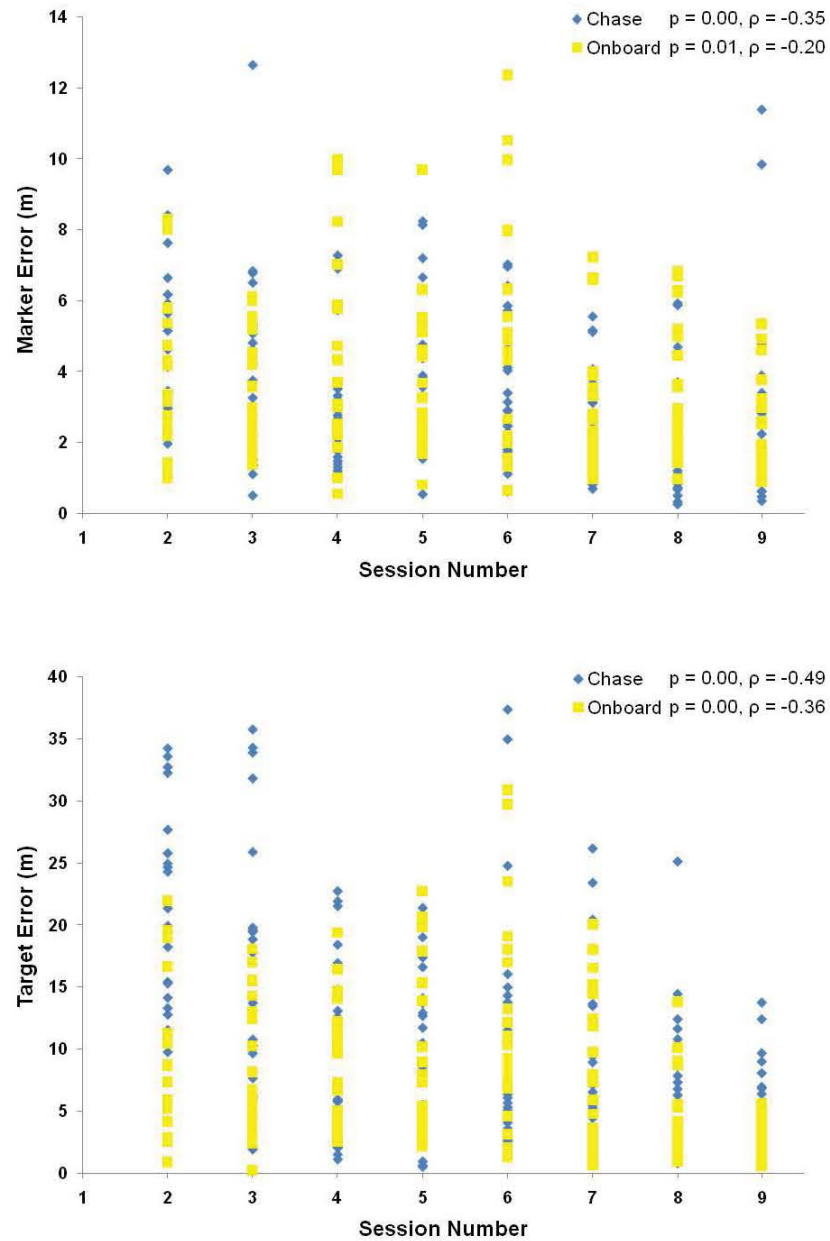 14
12
10
8
6
4
2
0
Marker Error (m)
Chase p = 0.00, ρ = -0.35
Onboard p = 0.01, ρ = -0.20
1 2 3 4 5 6 7 8 9
Session Number
40
35
30
25
20
15
10
5
0
Target Error (m)
Chase p = 0.00, ρ = -0.49
Onboard p = 0.00, ρ = -0.36
1 2 3 4 5 6 7 8 9
Session Number